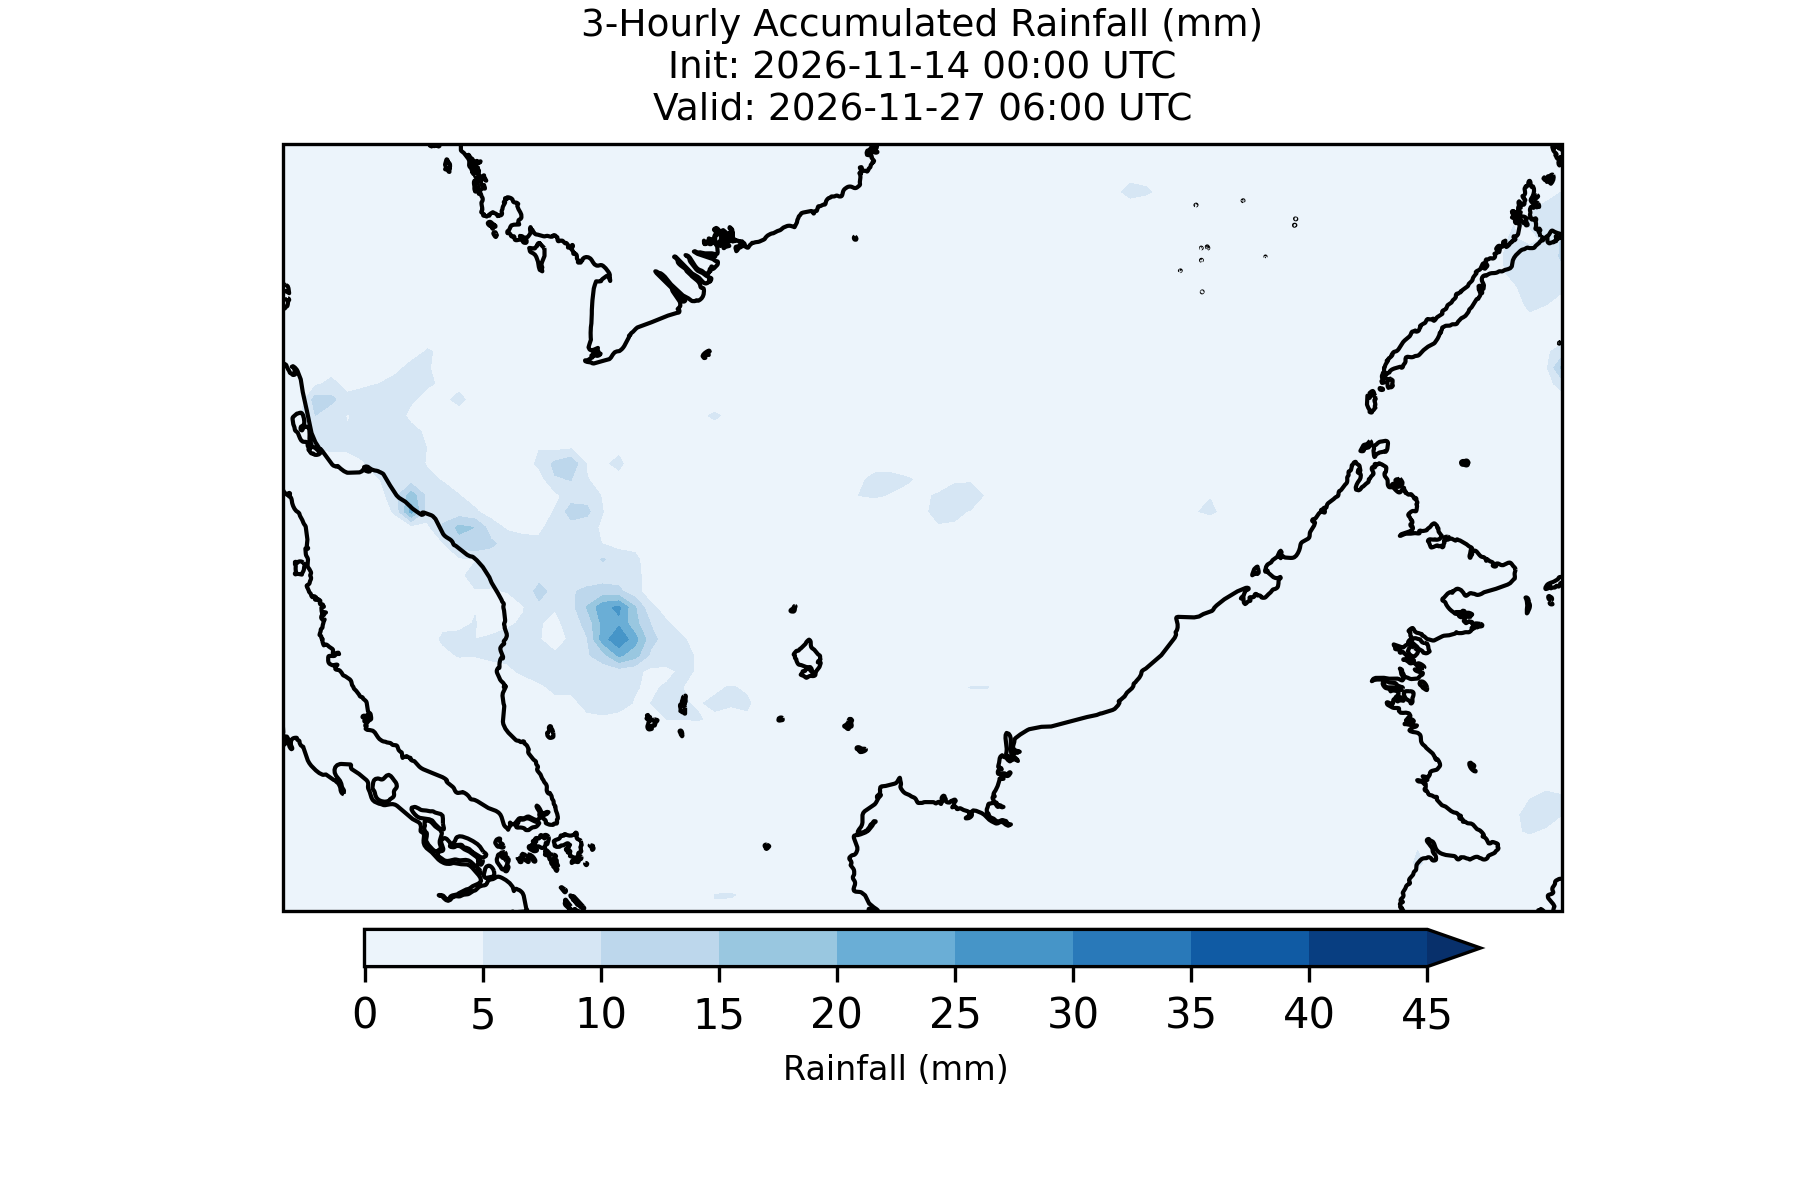 3-Hourly Accumulated Rainfall (mm)
Init: 2026-11-14 00:00 UTC
Valid: 2026-11-27 06:00 UTC
0 5 10 15 20 25 30 35 40 45
Rainfall (mm)